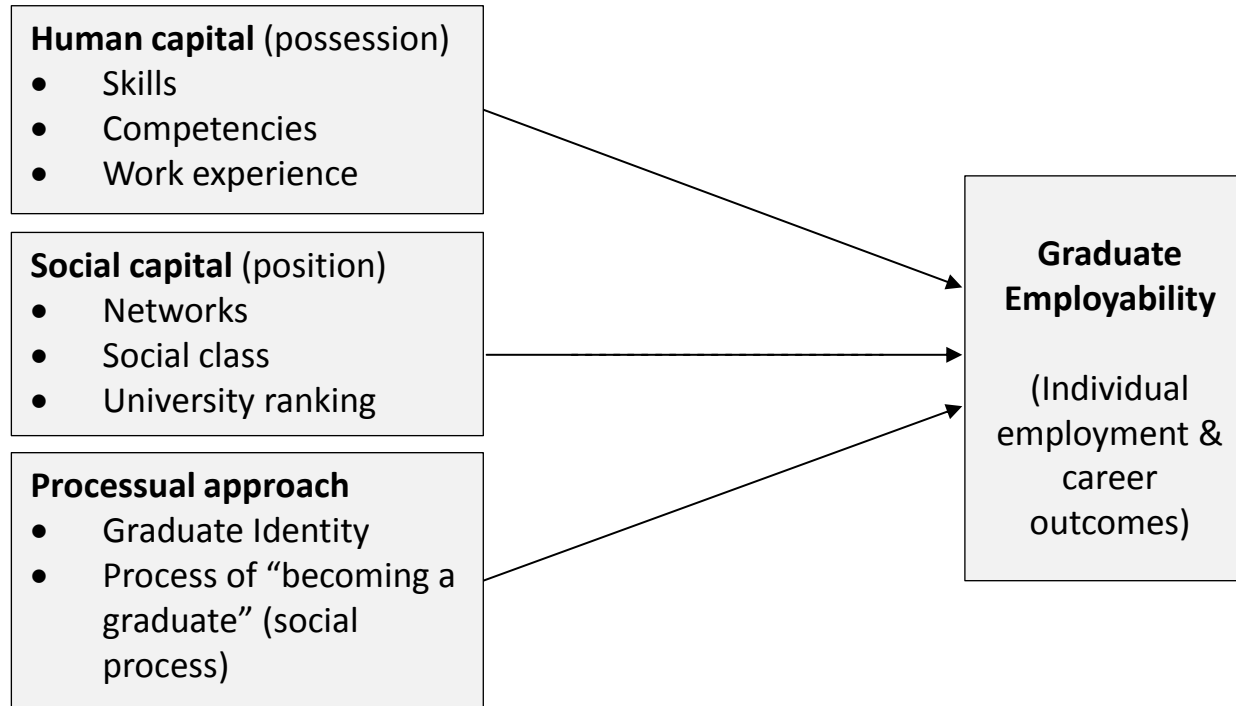 Human capital (possession)
• Skills
• Competencies
• Work experience
Social capital (position)
• Networks
• Social class
• University ranking
Processual approach
• Graduate Identity
• Process of “becoming a
graduate” (social
process)
Graduate
Employability
(Individual
employment &
career
outcomes)